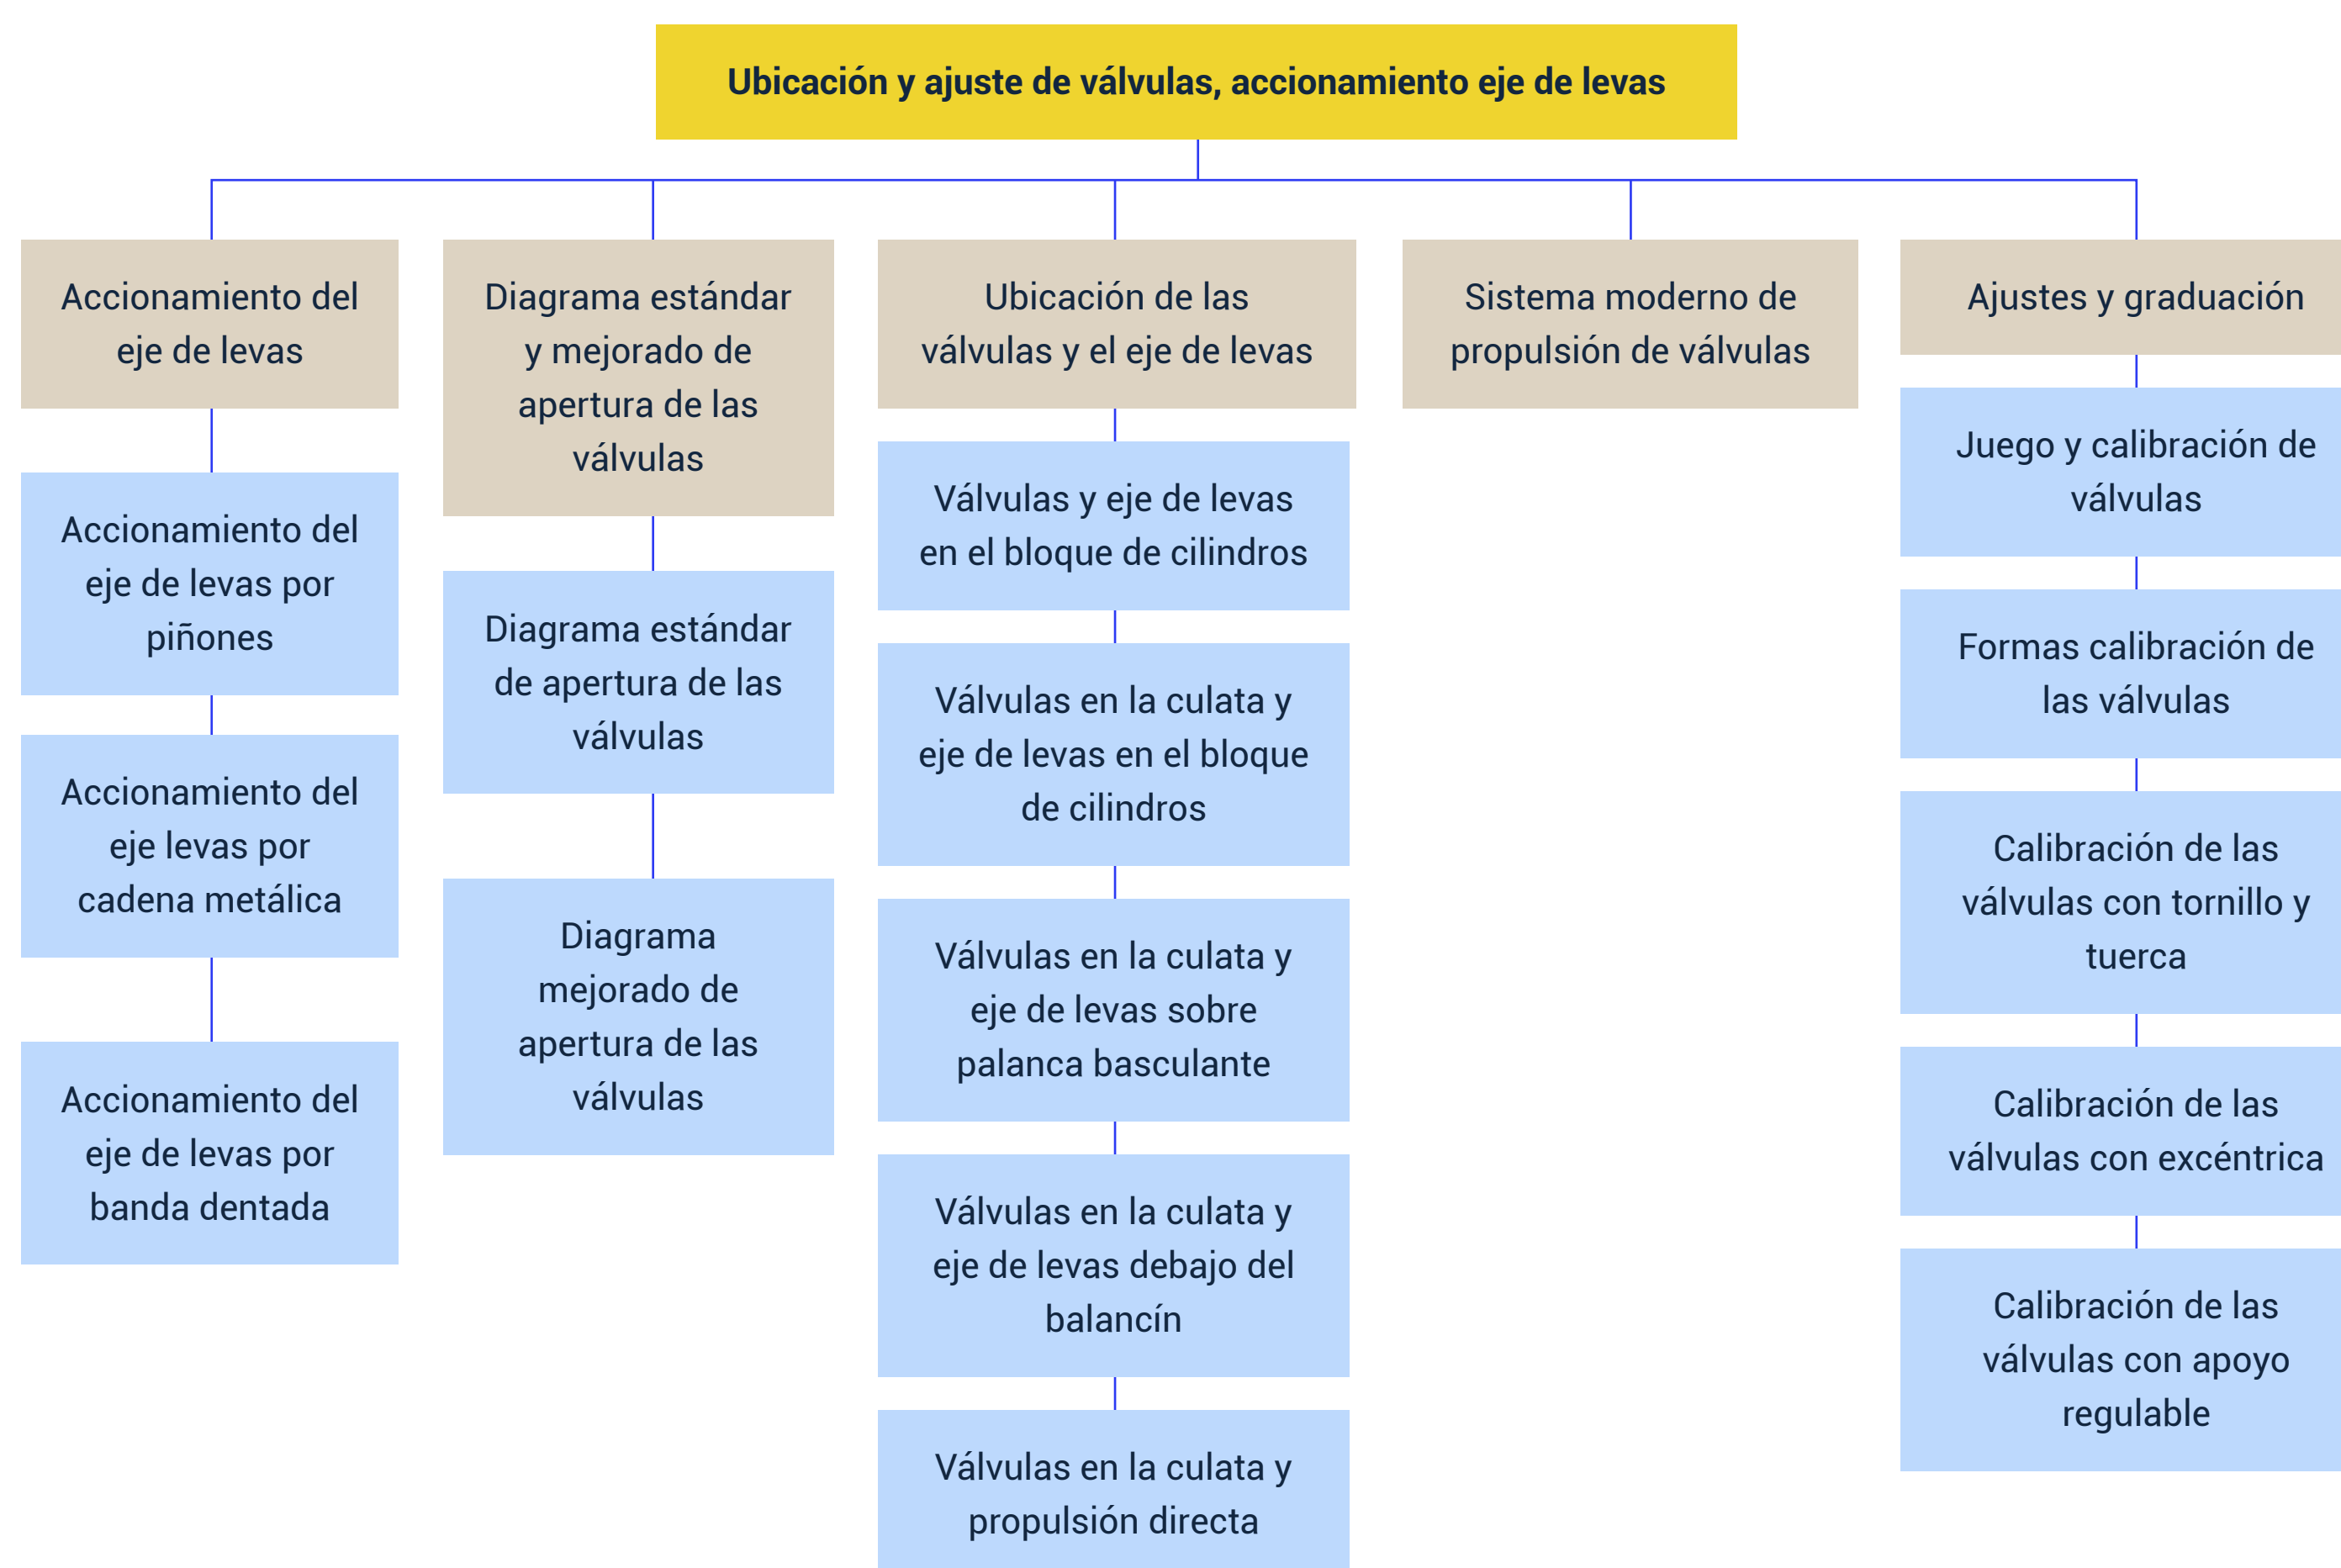 Ubicación y ajuste de válvulas, accionamiento eje de levas
Accionamiento del
eje de levas
Accionamiento del
eje de levas por
piñones
Accionamiento del
eje levas por
cadena metálica
Accionamiento del
eje de levas por
banda dentada
Diagrama estándar
y mejorado de
apertura de las
válvulas
Diagrama estándar
de apertura de las
válvulas
Diagrama
mejorado de
apertura de las
válvulas
Ubicación de las
válvulas y el eje de levas
Válvulas y eje de levas
en el bloque de cilindros
Válvulas en la culata y
eje de levas en el bloque
de cilindros
Válvulas en la culata y
eje de levas sobre
palanca basculante
Válvulas en la culata y
eje de levas debajo del
balancín
Válvulas en la culata y
propulsión directa
Sistema moderno de
propulsión de válvulas
Ajustes y graduación
Juego y calibración de
válvulas
Formas calibración de
las válvulas
Calibración de las
válvulas con tornillo y
tuerca
Calibración de las
válvulas con excéntrica
Calibración de las
válvulas con apoyo
regulable